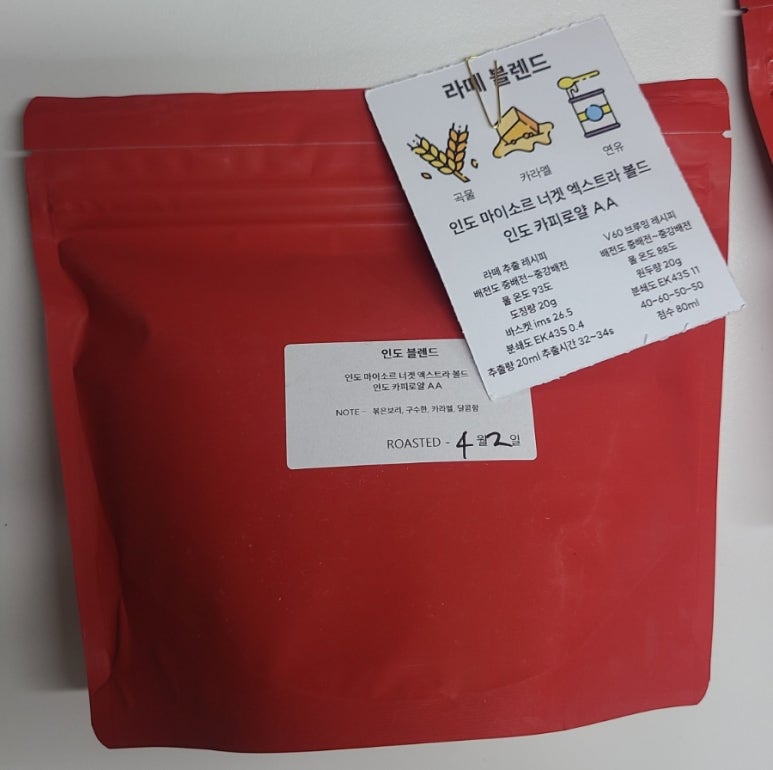 라떼 블렌드
곡물
카라멜
연유
인도 마이소르 너겟 엑스트라 볼드
인도 카피로얄 AA
라떼 추출 레시피
배전도 중배전~중강배전
물 온도 93도
도징량 20g
바스켓 ims 26.5
분쇄도 EK43S 0.4
추출량 20ml 추출시간 32~34s
V60 브루잉 레시피
배전도 중배전~중강배전
물 온도 88도
원두량 20g
분쇄도 EK43S 11
40-60-50-50
점수 80ml
인도 블렌드
인도 마이소르 너겟 엑스트라 볼드
인도 카피로얄 AA
NOTE - 볶은보리, 구수한, 카라멜, 달콤함
ROASTED - 4월 2일